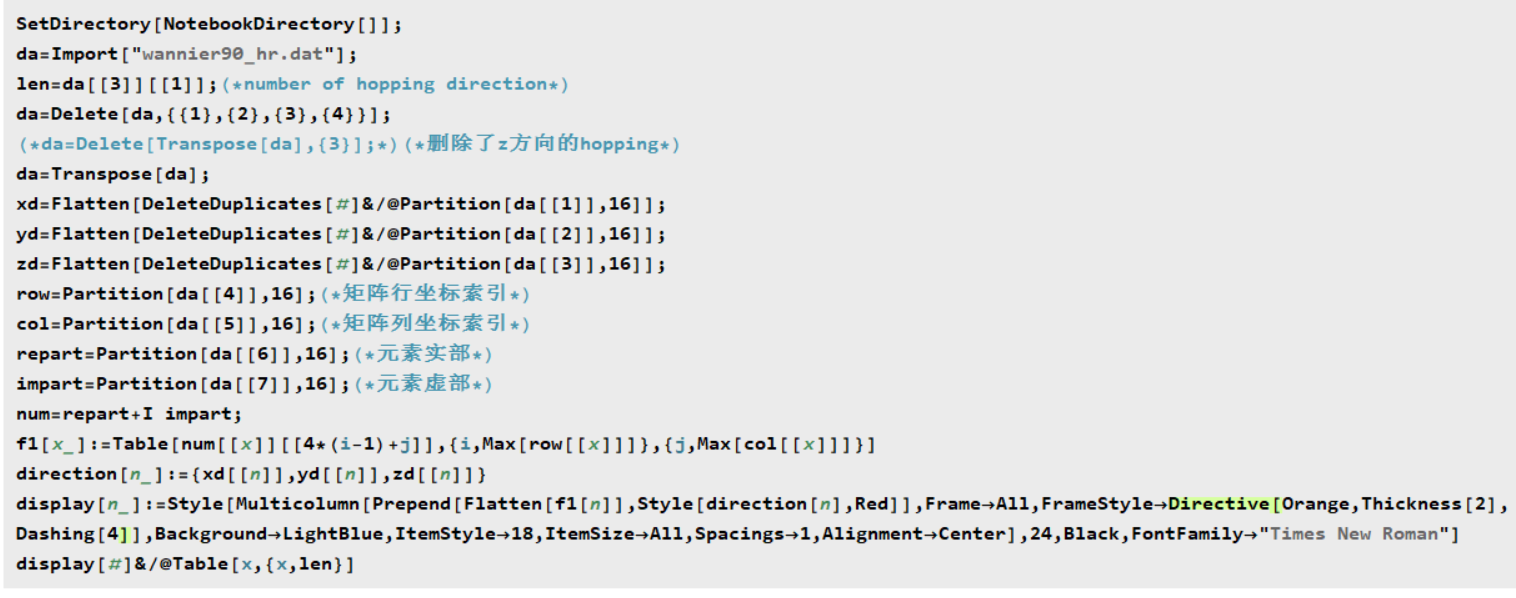 SetDirectory[NotebookDirectory[]];
da=Import["wannier90_hr.dat"];
len=da[[3]][[1]];(*number of hopping direction*)
da=Delete[da,{{1},{2},{3},{4}}];
(*da=Delete[Transpose[da],{3}];*)(*删除了z方向的hopping*)
da=Transpose[da];
xd=Flatten[DeleteDuplicates[#]&/@Partition[da[[1]],16]];
yd=Flatten[DeleteDuplicates[#]&/@Partition[da[[2]],16]];
zd=Flatten[DeleteDuplicates[#]&/@Partition[da[[3]],16]];
row=Partition[da[[4]],16];(*矩阵行坐标索引*)
col=Partition[da[[5]],16];(*矩阵列坐标索引*)
repart=Partition[da[[6]],16];(*元素实部*)
impart=Partition[da[[7]],16];(*元素虚部*)
num=repart+I impart;
f1[x_]:=Table[num[[x]][[4*(i-1)+j]],{i,Max[row[[x]]]},{j,Max[col[[x]]]}]
direction[n_]:={xd[[n]],yd[[n]],zd[[n]]}
display[n_]:=Style[Multicolumn[Prepend[Flatten[f1[n]],Style[direction[n],Red]],Frame→All,FrameStyle→Directive[Orange,Thickness[2],
Dashing[4]],Background→LightBlue,ItemStyle→18,ItemSize→All,Spacings→1,Alignment→Center],24,Black,FontFamily→"Times New Roman"]
display[#]&/@Table[x,{x,len}]